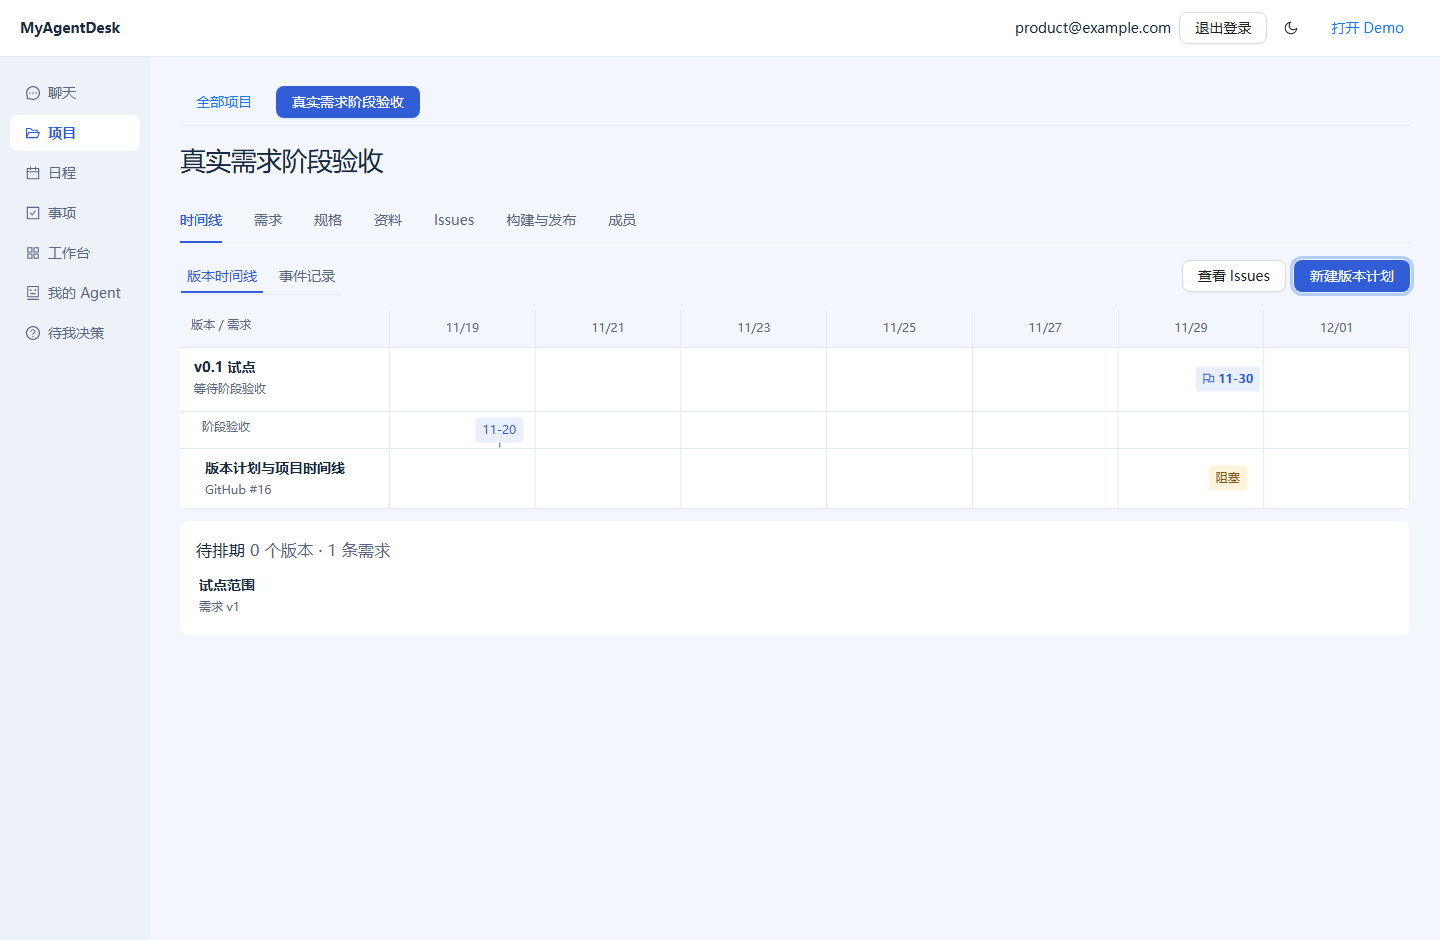 MyAgentDesk
product@example.com
退出登录
打开 Demo
聊天
项目
日程
事项
工作台
我的 Agent
待我决策
全部项目
真实需求阶段验收
真实需求阶段验收
时间线 需求 规格 资料 Issues 构建与发布 成员
版本时间线 事件记录
查看 Issues
新建版本计划
版本 / 需求 11/19 11/21 11/23 11/25 11/27 11/29 12/01
v0.1 试点
等待阶段验收
11-30
阶段验收
11-20
版本计划与项目时间线
GitHub #16
阻塞
待排期 0 个版本 · 1 条需求
试点范围
需求 v1